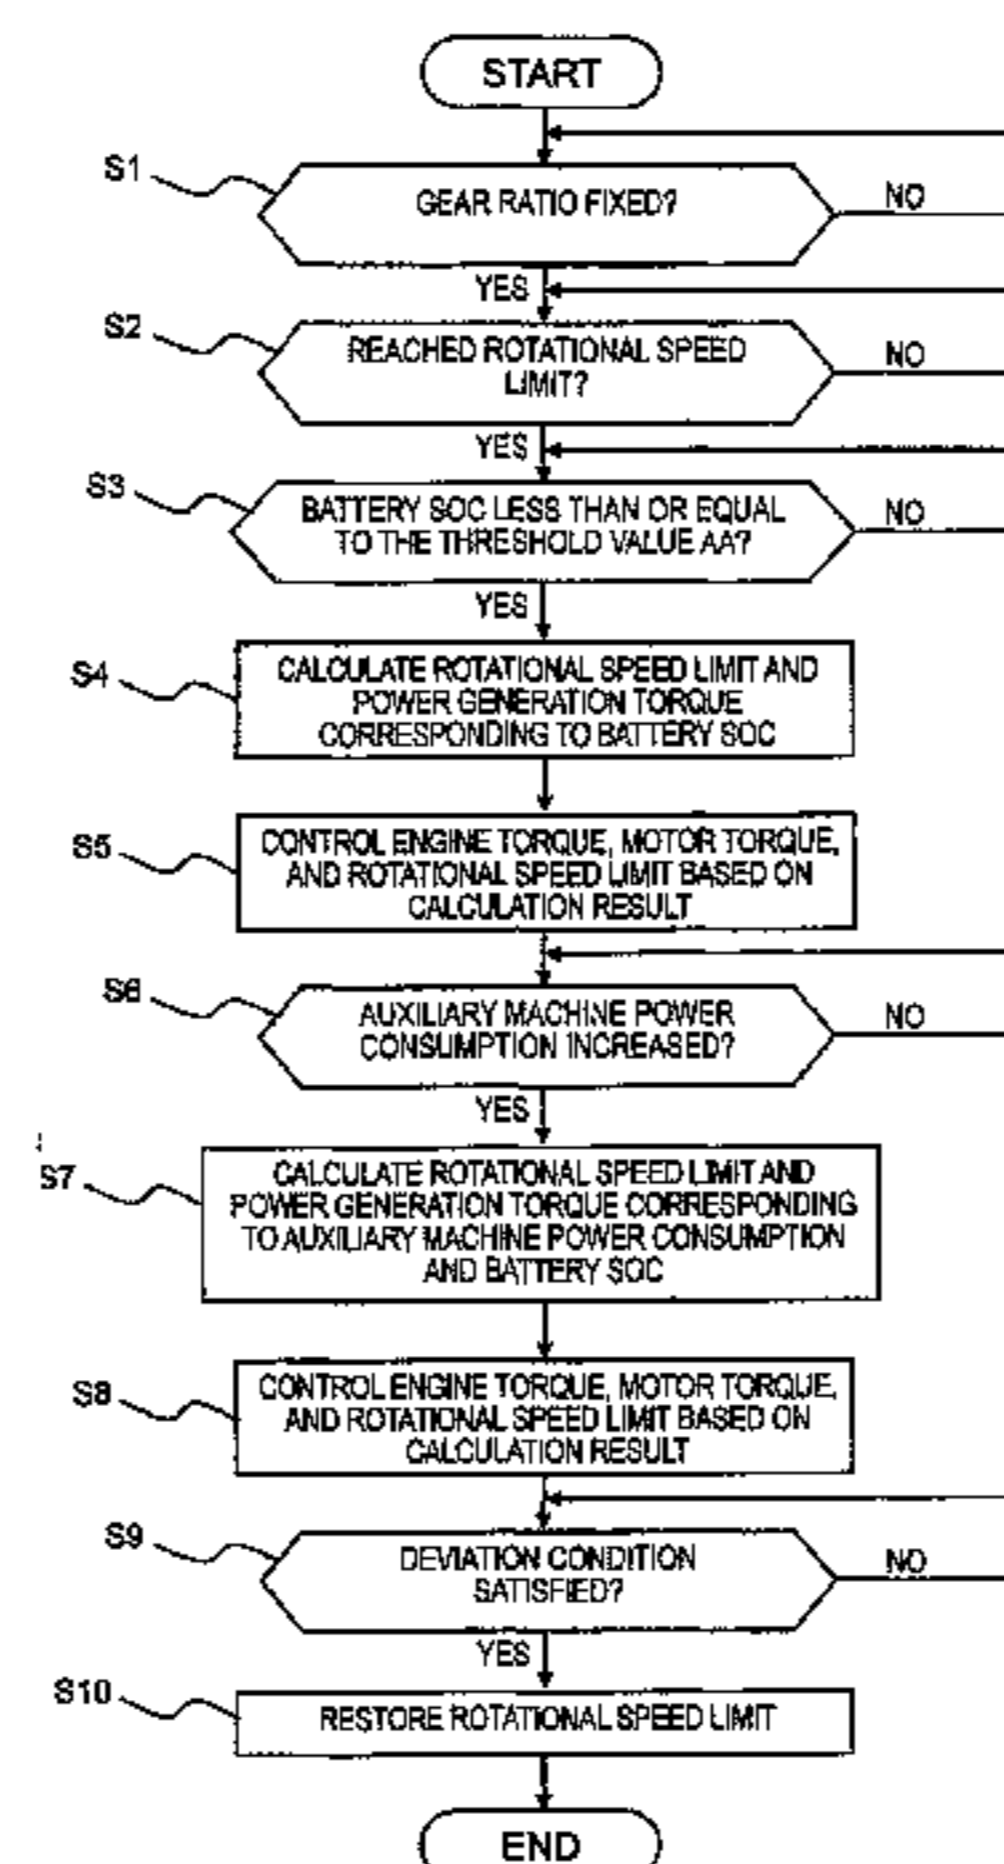 START
S1
GEAR RATIO FIXED?
NO
YES
S2
REACHED ROTATIONAL SPEED
LIMIT?
NO
YES
S3
BATTERY SOC LESS THAN OR EQUAL
TO THE THRESHOLD VALUE AA?
NO
YES
S4
CALCULATE ROTATIONAL SPEED LIMIT AND
POWER GENERATION TORQUE
CORRESPONDING TO BATTERY SOC
S5
CONTROL ENGINE TORQUE, MOTOR TORQUE,
AND ROTATIONAL SPEED LIMIT BASED ON
CALCULATION RESULT
S6
AUXILIARY MACHINE POWER
CONSUMPTION INCREASED?
NO
YES
S7
CALCULATE ROTATIONAL SPEED LIMIT AND
POWER GENERATION TORQUE CORRESPONDING
TO AUXILIARY MACHINE POWER CONSUMPTION
AND BATTERY SOC
S8
CONTROL ENGINE TORQUE, MOTOR TORQUE,
AND ROTATIONAL SPEED LIMIT BASED ON
CALCULATION RESULT
S9
DEVIATION CONDITION
SATISFIED?
NO
YES
S10
RESTORE ROTATIONAL SPEED LIMIT
END